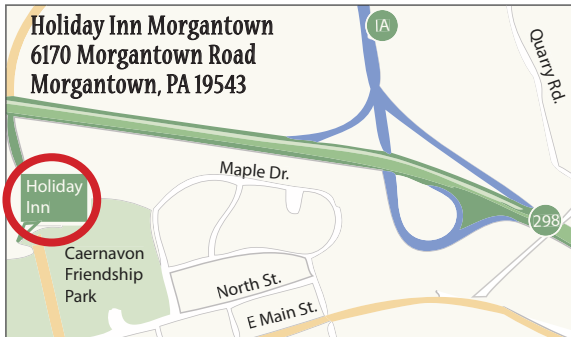 Holiday Inn Morgantown
6170 Morgantown Road
Morgantown, PA 19543
IA
Quarry Rd.
Maple Dr.
Holiday
Inn
298
Caernavon
Friendship
Park
North St.
E Main St.